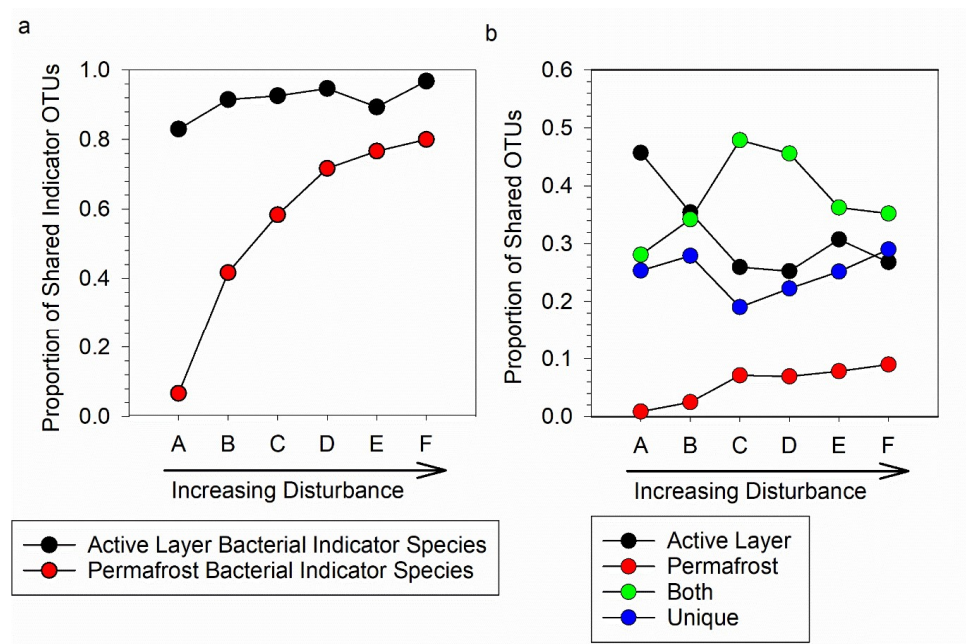 a
Proportion of Shared Indicator OTUs
1.0
0.8
0.6
0.4
0.2
0.0
A B C D E F
Increasing Disturbance
Active Layer Bacterial Indicator Species
Permafrost Bacterial Indicator Species
b
Proportion of Shared OTUs
0.6
0.5
0.4
0.3
0.2
0.1
0.0
A B C D E F
Increasing Disturbance
Active Layer
Permafrost
Both
Unique